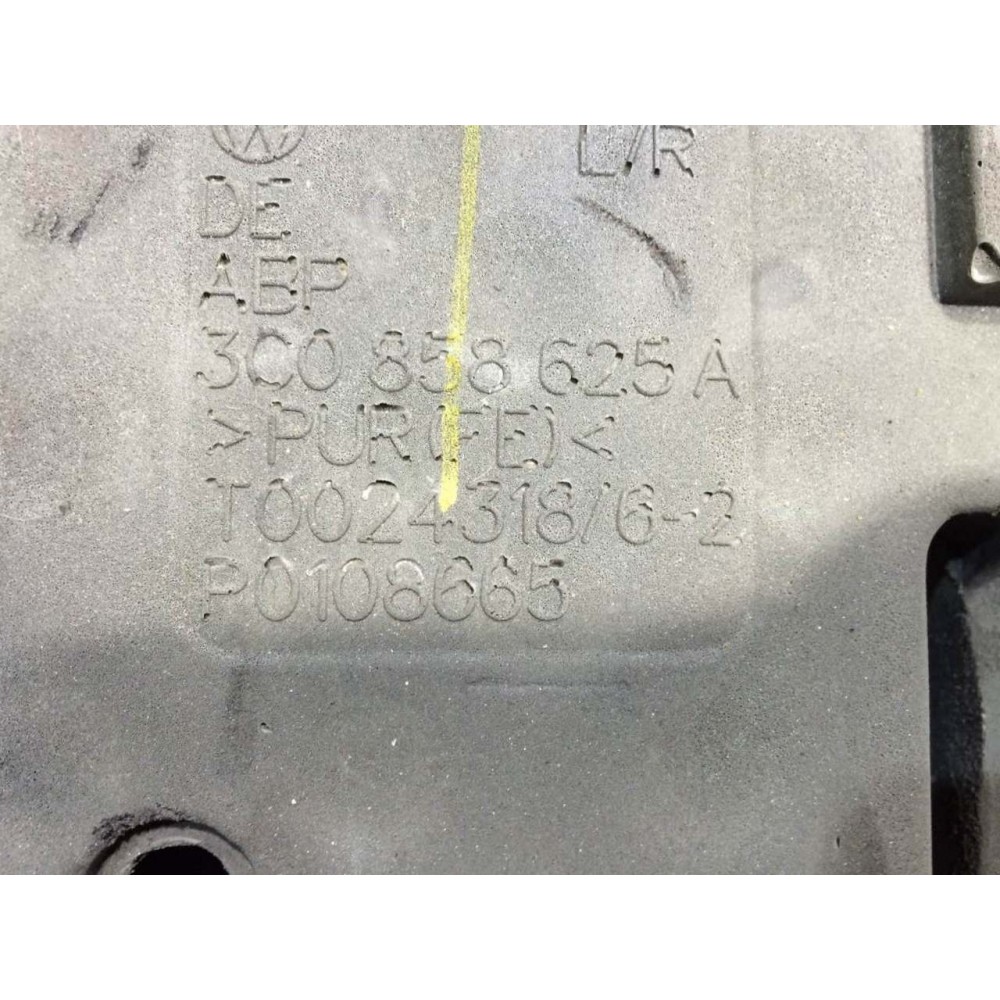 L/R
DE
ABP
3C0 858 625 A
>PUR(FE)<
T0024318/6-2
P0108665